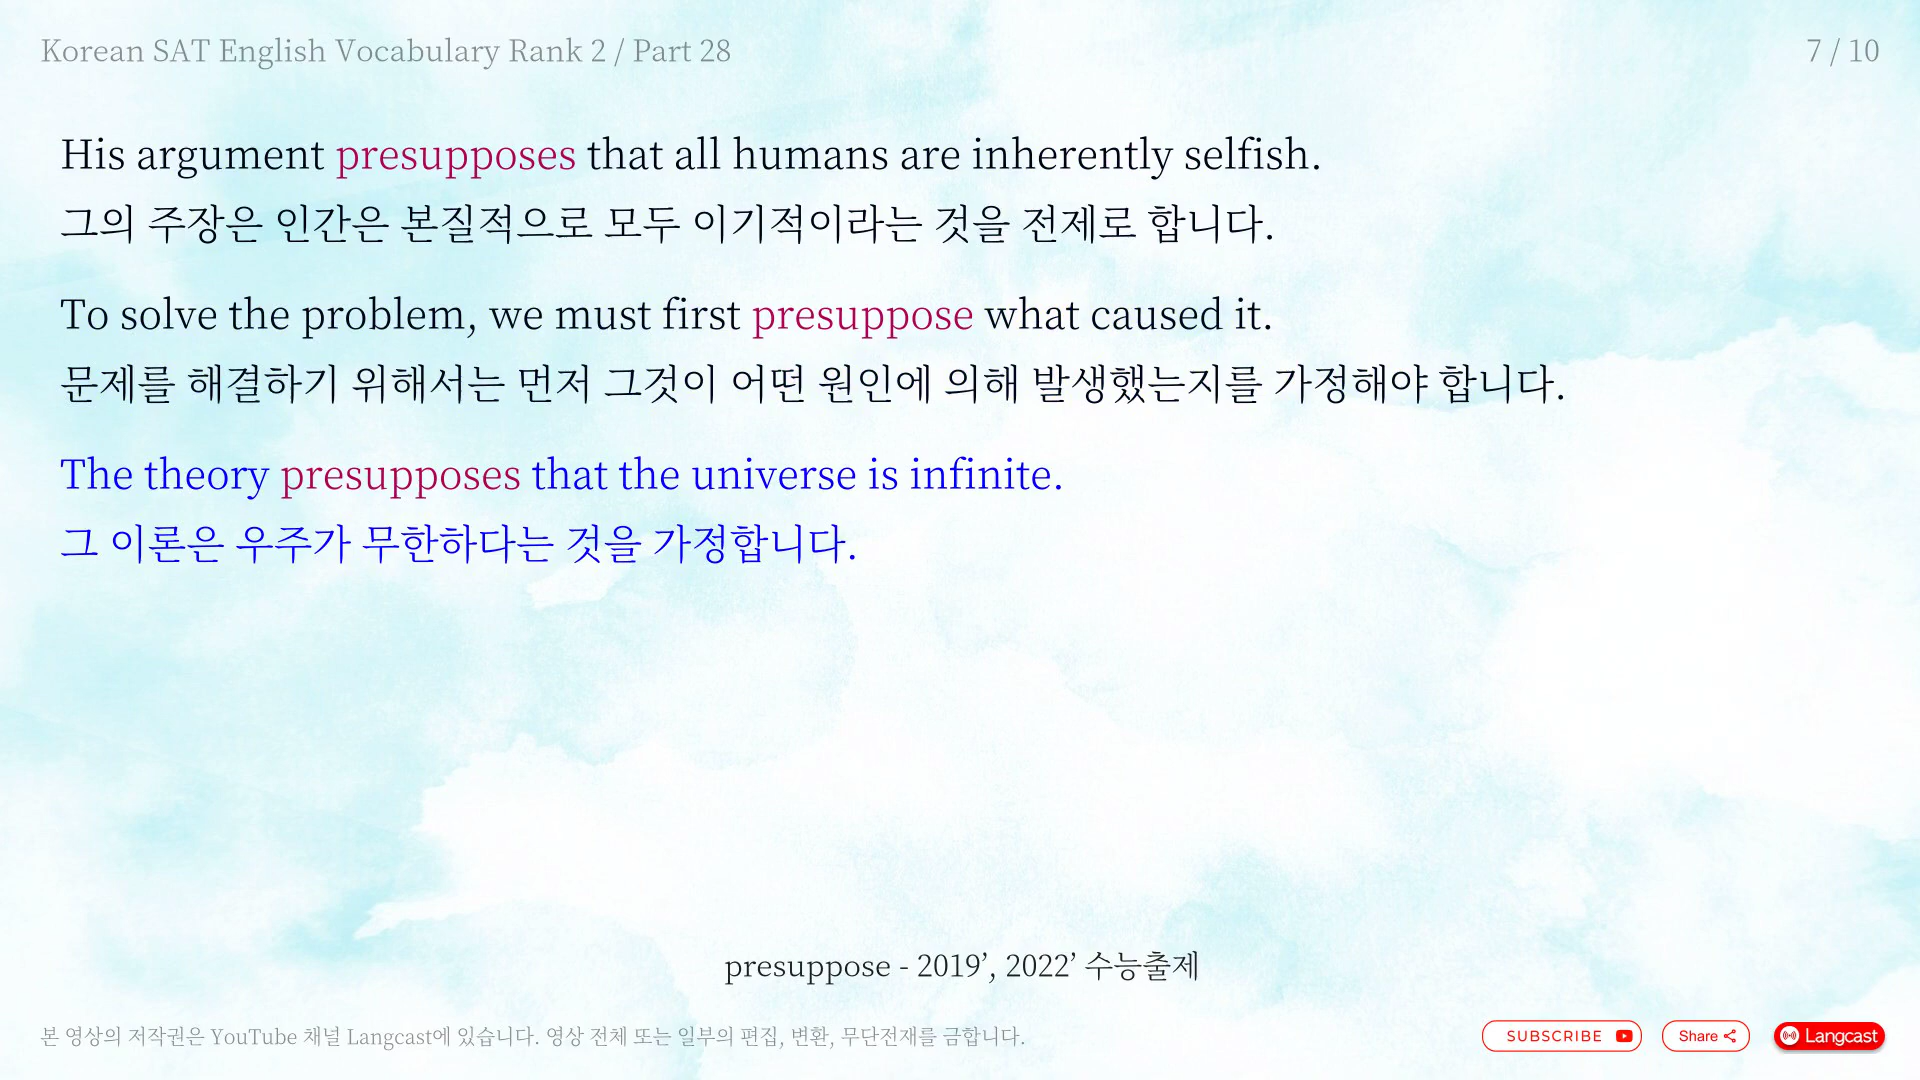 Korean SAT English Vocabulary Rank 2 / Part 28
7 / 10
His argument presupposes that all humans are inherently selfish.
그의 주장은 인간은 본질적으로 모두 이기적이라는 것을 전제로 합니다.
To solve the problem, we must first presuppose what caused it.
문제를 해결하기 위해서는 먼저 그것이 어떤 원인에 의해 발생했는지를 가정해야 합니다.
The theory presupposes that the universe is infinite.
그 이론은 우주가 무한하다는 것을 가정합니다.
presuppose - 2019’, 2022’ 수능출제
본 영상의 저작권은 YouTube 채널 Langcast에 있습니다. 영상 전체 또는 일부의 편집, 변환, 무단전재를 금합니다.
SUBSCRIBE
Share
Langcast